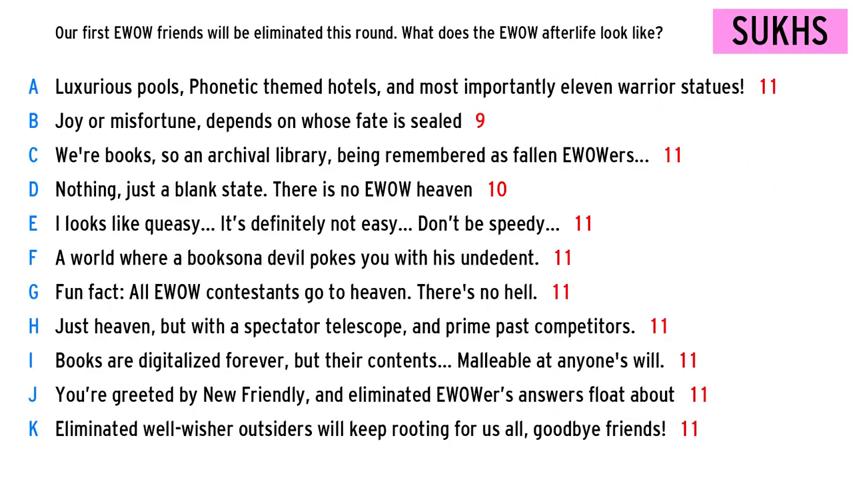 Our first EWOW friends will be eliminated this round. What does the EWOW afterlife look like?
SUKHS
A Luxurious pools, Phonetic themed hotels, and most importantly eleven warrior statues! 11
B Joy or misfortune, depends on whose fate is sealed 9
C We're books, so an archival library, being remembered as fallen EWOWers... 11
D Nothing, just a blank state. There is no EWOW heaven 10
E I looks like queasy... It’s definitely not easy... Don’t be speedy... 11
F A world where a booksona devil pokes you with his undedent. 11
G Fun fact: All EWOW contestants go to heaven. There's no hell. 11
H Just heaven, but with a spectator telescope, and prime past competitors. 11
I Books are digitalized forever, but their contents... Malleable at anyone's will. 11
J You’re greeted by New Friendly, and eliminated EWOWer’s answers float about 11
K Eliminated well-wisher outsiders will keep rooting for us all, goodbye friends! 11